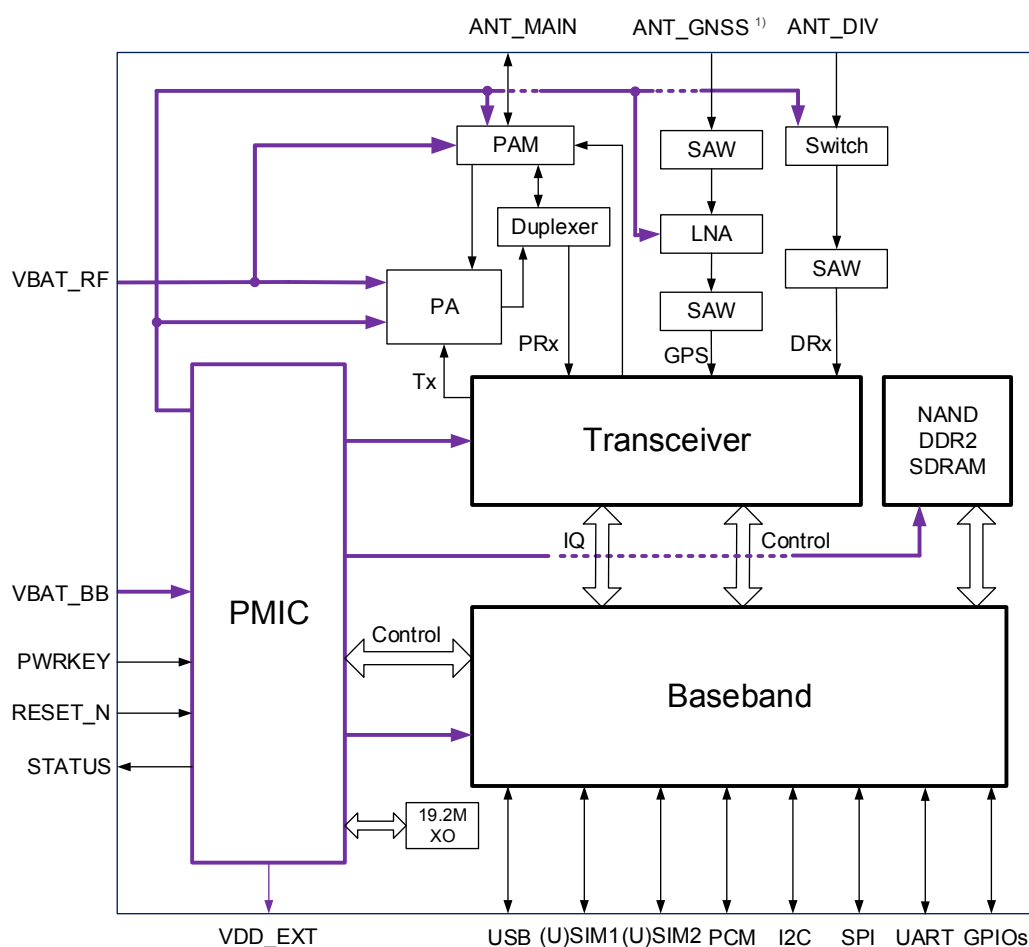 ANT_MAIN
ANT_GNSS 1)
ANT_DIV
PAM
SAW
Switch
Duplexer
LNA
VBAT_RF
SAW
PA
SAW
PRx
GPS
DRx
Tx
NAND
DDR2
SDRAM
Transceiver
IQ
Control
VBAT_BB
PMIC
Control
PWRKEY
Baseband
RESET_N
STATUS
19.2M
XO
VDD_EXT
USB
(U)SIM1
(U)SIM2
PCM
I2C
SPI
UART
GPIOs